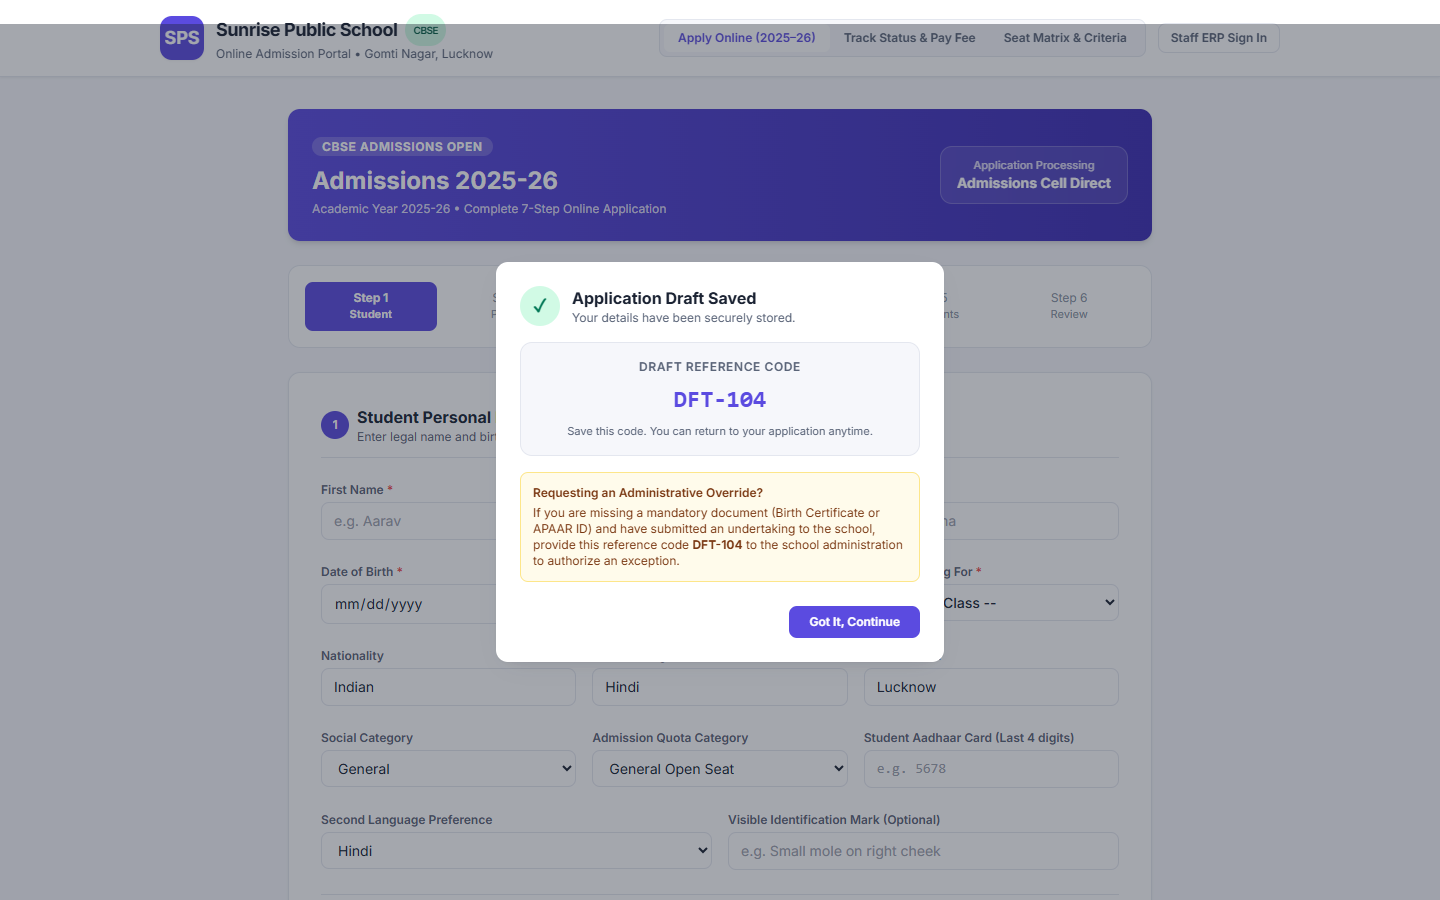 SPS
Sunrise Public School
CBSE
Online Admission Portal • Gomti Nagar, Lucknow
Apply Online (2025–26)
Track Status & Pay Fee
Seat Matrix & Criteria
Staff ERP Sign In
CBSE ADMISSIONS OPEN
Admissions 2025-26
Academic Year 2025-26 • Complete 7-Step Online Application
Application Processing
Admissions Cell Direct
Step 1
Student
Step 6
Review
✓
Application Draft Saved
Your details have been securely stored.
DRAFT REFERENCE CODE
DFT-104
Save this code. You can return to your application anytime.
Requesting an Administrative Override?
If you are missing a mandatory document (Birth Certificate or
APAAR ID) and have submitted an undertaking to the school,
provide this reference code DFT-104 to the school administration
to authorize an exception.
Got It, Continue
1
Student Personal
Enter legal name and
First Name *
e.g. Aarav
Date of Birth *
mm/dd/yyyy
For *
Class --
Nationality
Indian
Hindi
Lucknow
Social Category
General
Admission Quota Category
General Open Seat
Student Aadhaar Card (Last 4 digits)
e.g. 5678
Second Language Preference
Hindi
Visible Identification Mark (Optional)
e.g. Small mole on right cheek